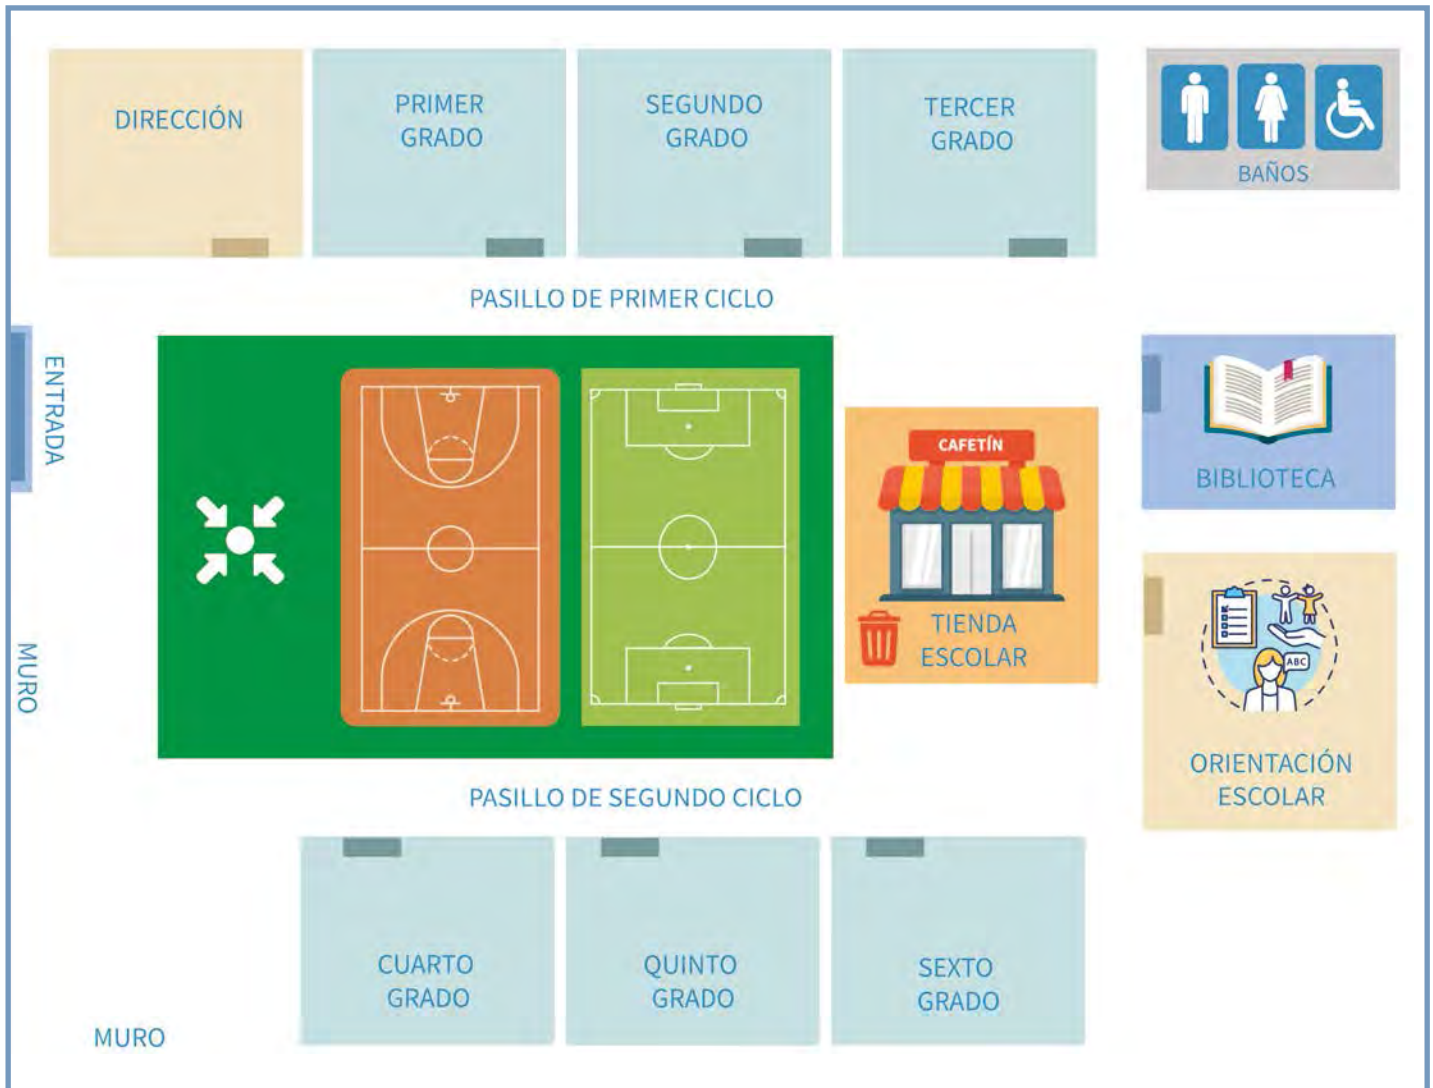 DIRECCIÓN
PRIMER
GRADO
SEGUNDO
GRADO
TERCER
GRADO
BAÑOS
PASILLO DE PRIMER CICLO
ENTRADA
CAFETÍN
BIBLIOTECA
TIENDA
ESCOLAR
ABC
MURO
ORIENTACIÓN
ESCOLAR
PASILLO DE SEGUNDO CICLO
CUARTO
GRADO
QUINTO
GRADO
SEXTO
GRADO
MURO